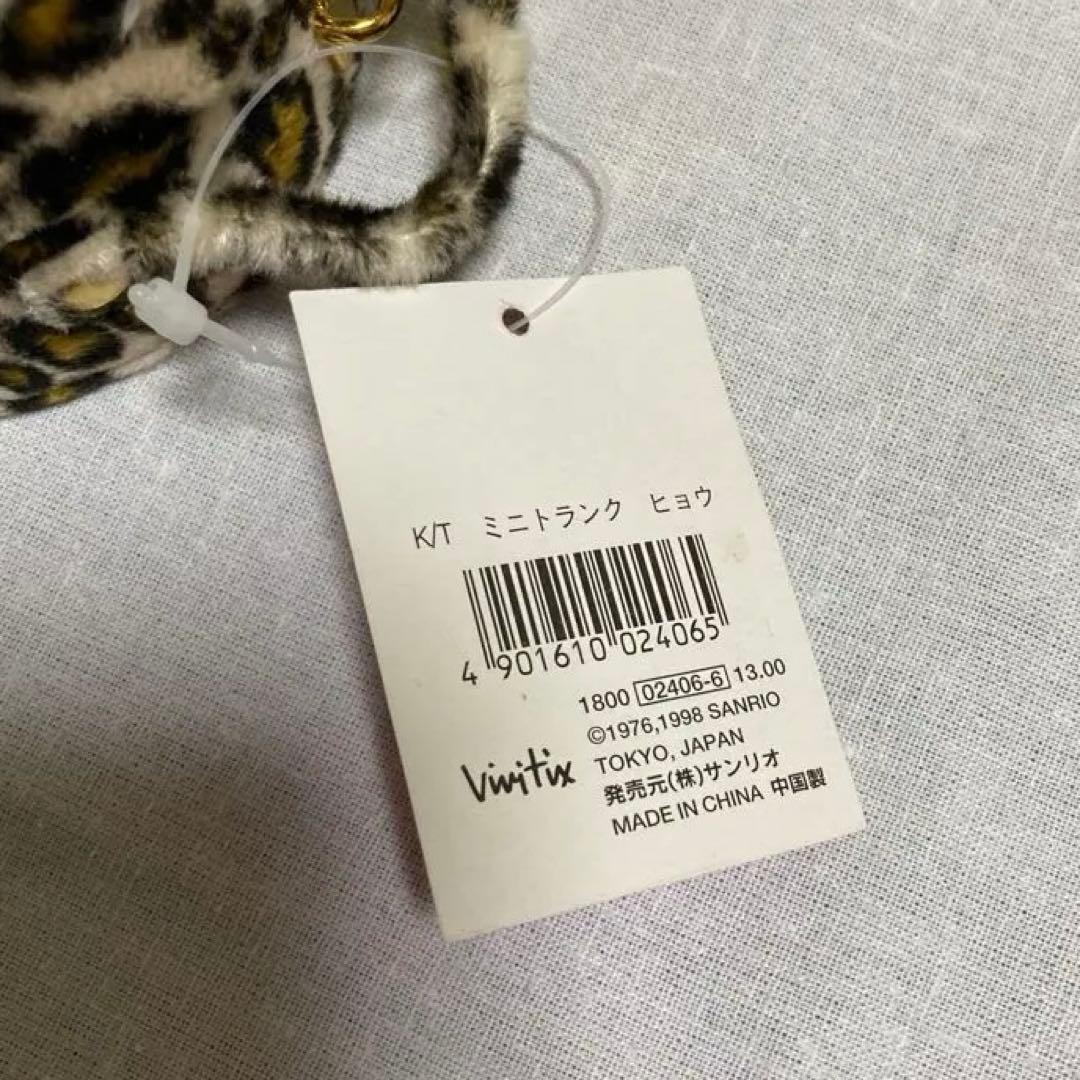 K/T ミニトランク ヒョウ
4 901610 024065
1800 02406-6 13.00
©1976,1998 SANRIO
TOKYO, JAPAN
Vivitix
発売元(株)サンリオ
MADE IN CHINA 中国製